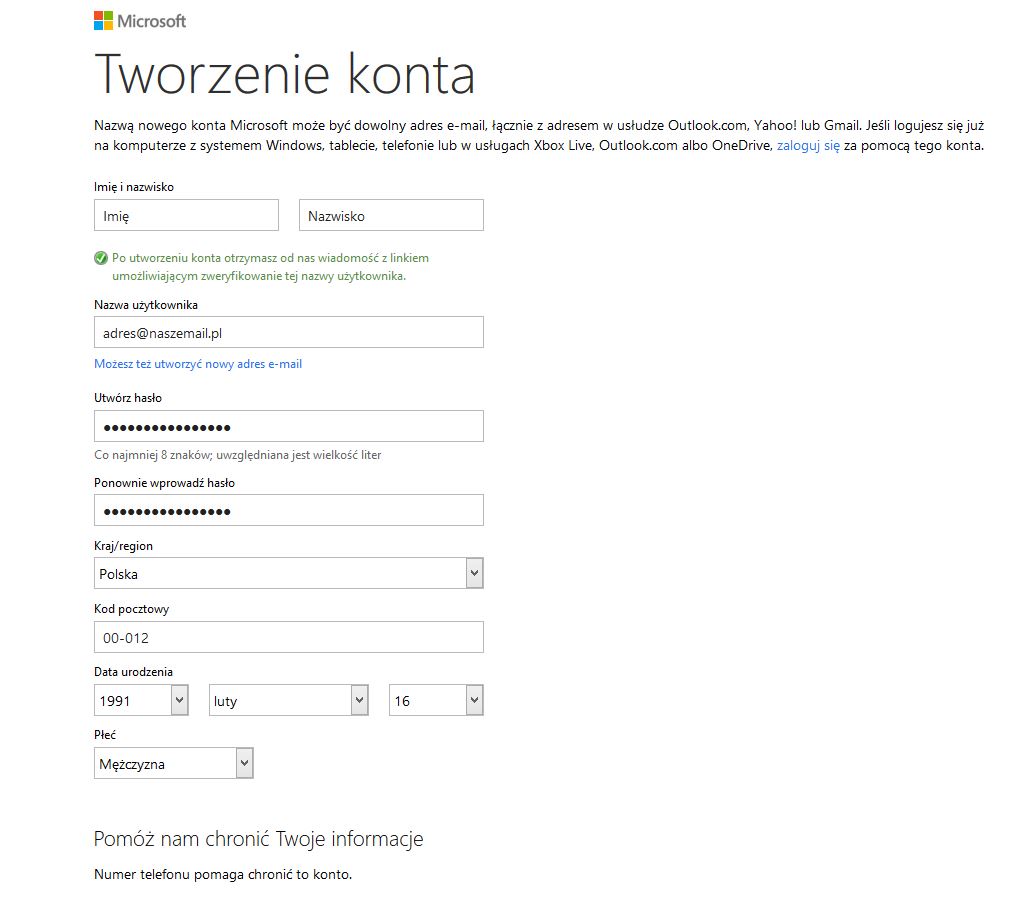 Microsoft
Tworzenie konta
Nazwą nowego konta Microsoft może być dowolny adres e-mail, łącznie z adresem w usłudze Outlook.com, Yahoo! lub Gmail. Jeśli logujesz się już
na komputerze z systemem Windows, tablecie, telefonie lub w usługach Xbox Live, Outlook.com albo OneDrive, zaloguj się za pomocą tego konta.
Imię i nazwisko
Imię Nazwisko
Po utworzeniu konta otrzymasz od nas wiadomość z linkiem
umożliwiającym zweryfikowanie tej nazwy użytkownika.
Nazwa użytkownika
adres@naszemail.pl
Możesz też utworzyć nowy adres e-mail
Utwórz hasło
●●●●●●●●●●●●●●●●
Co najmniej 8 znaków; uwzględniana jest wielkość liter
Ponownie wprowadź hasło
●●●●●●●●●●●●●●●●
Kraj/region
Polska
Kod pocztowy
00-012
Data urodzenia
1991 luty 16
Płeć
Mężczyzna
Pomóż nam chronić Twoje informacje
Numer telefonu pomaga chronić to konto.